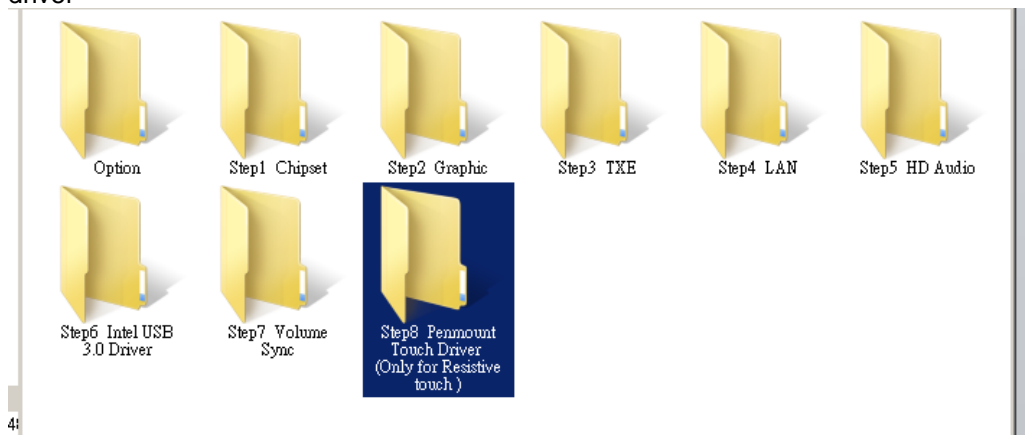 driver
Option
Step1 Chipset
Step2 Graphic
Step3 TXE
Step4 LAN
Step5 HD Audio
Step6 Intel USB
3.0 Driver
Step7 Volume
Sync
Step8 Penmount
Touch Driver
(Only for Resistive
touch )